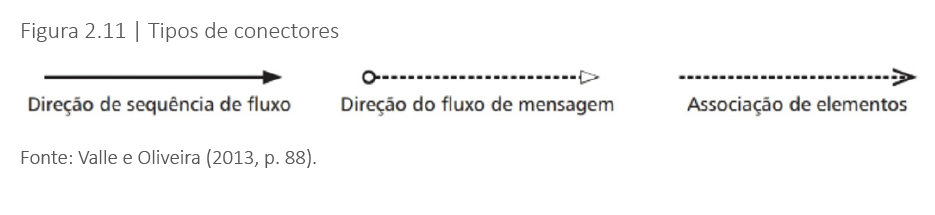 Figura 2.11 | Tipos de conectores
Direção de sequência de fluxo
Direção do fluxo de mensagem
Associação de elementos
Fonte: Valle e Oliveira (2013, p. 88).